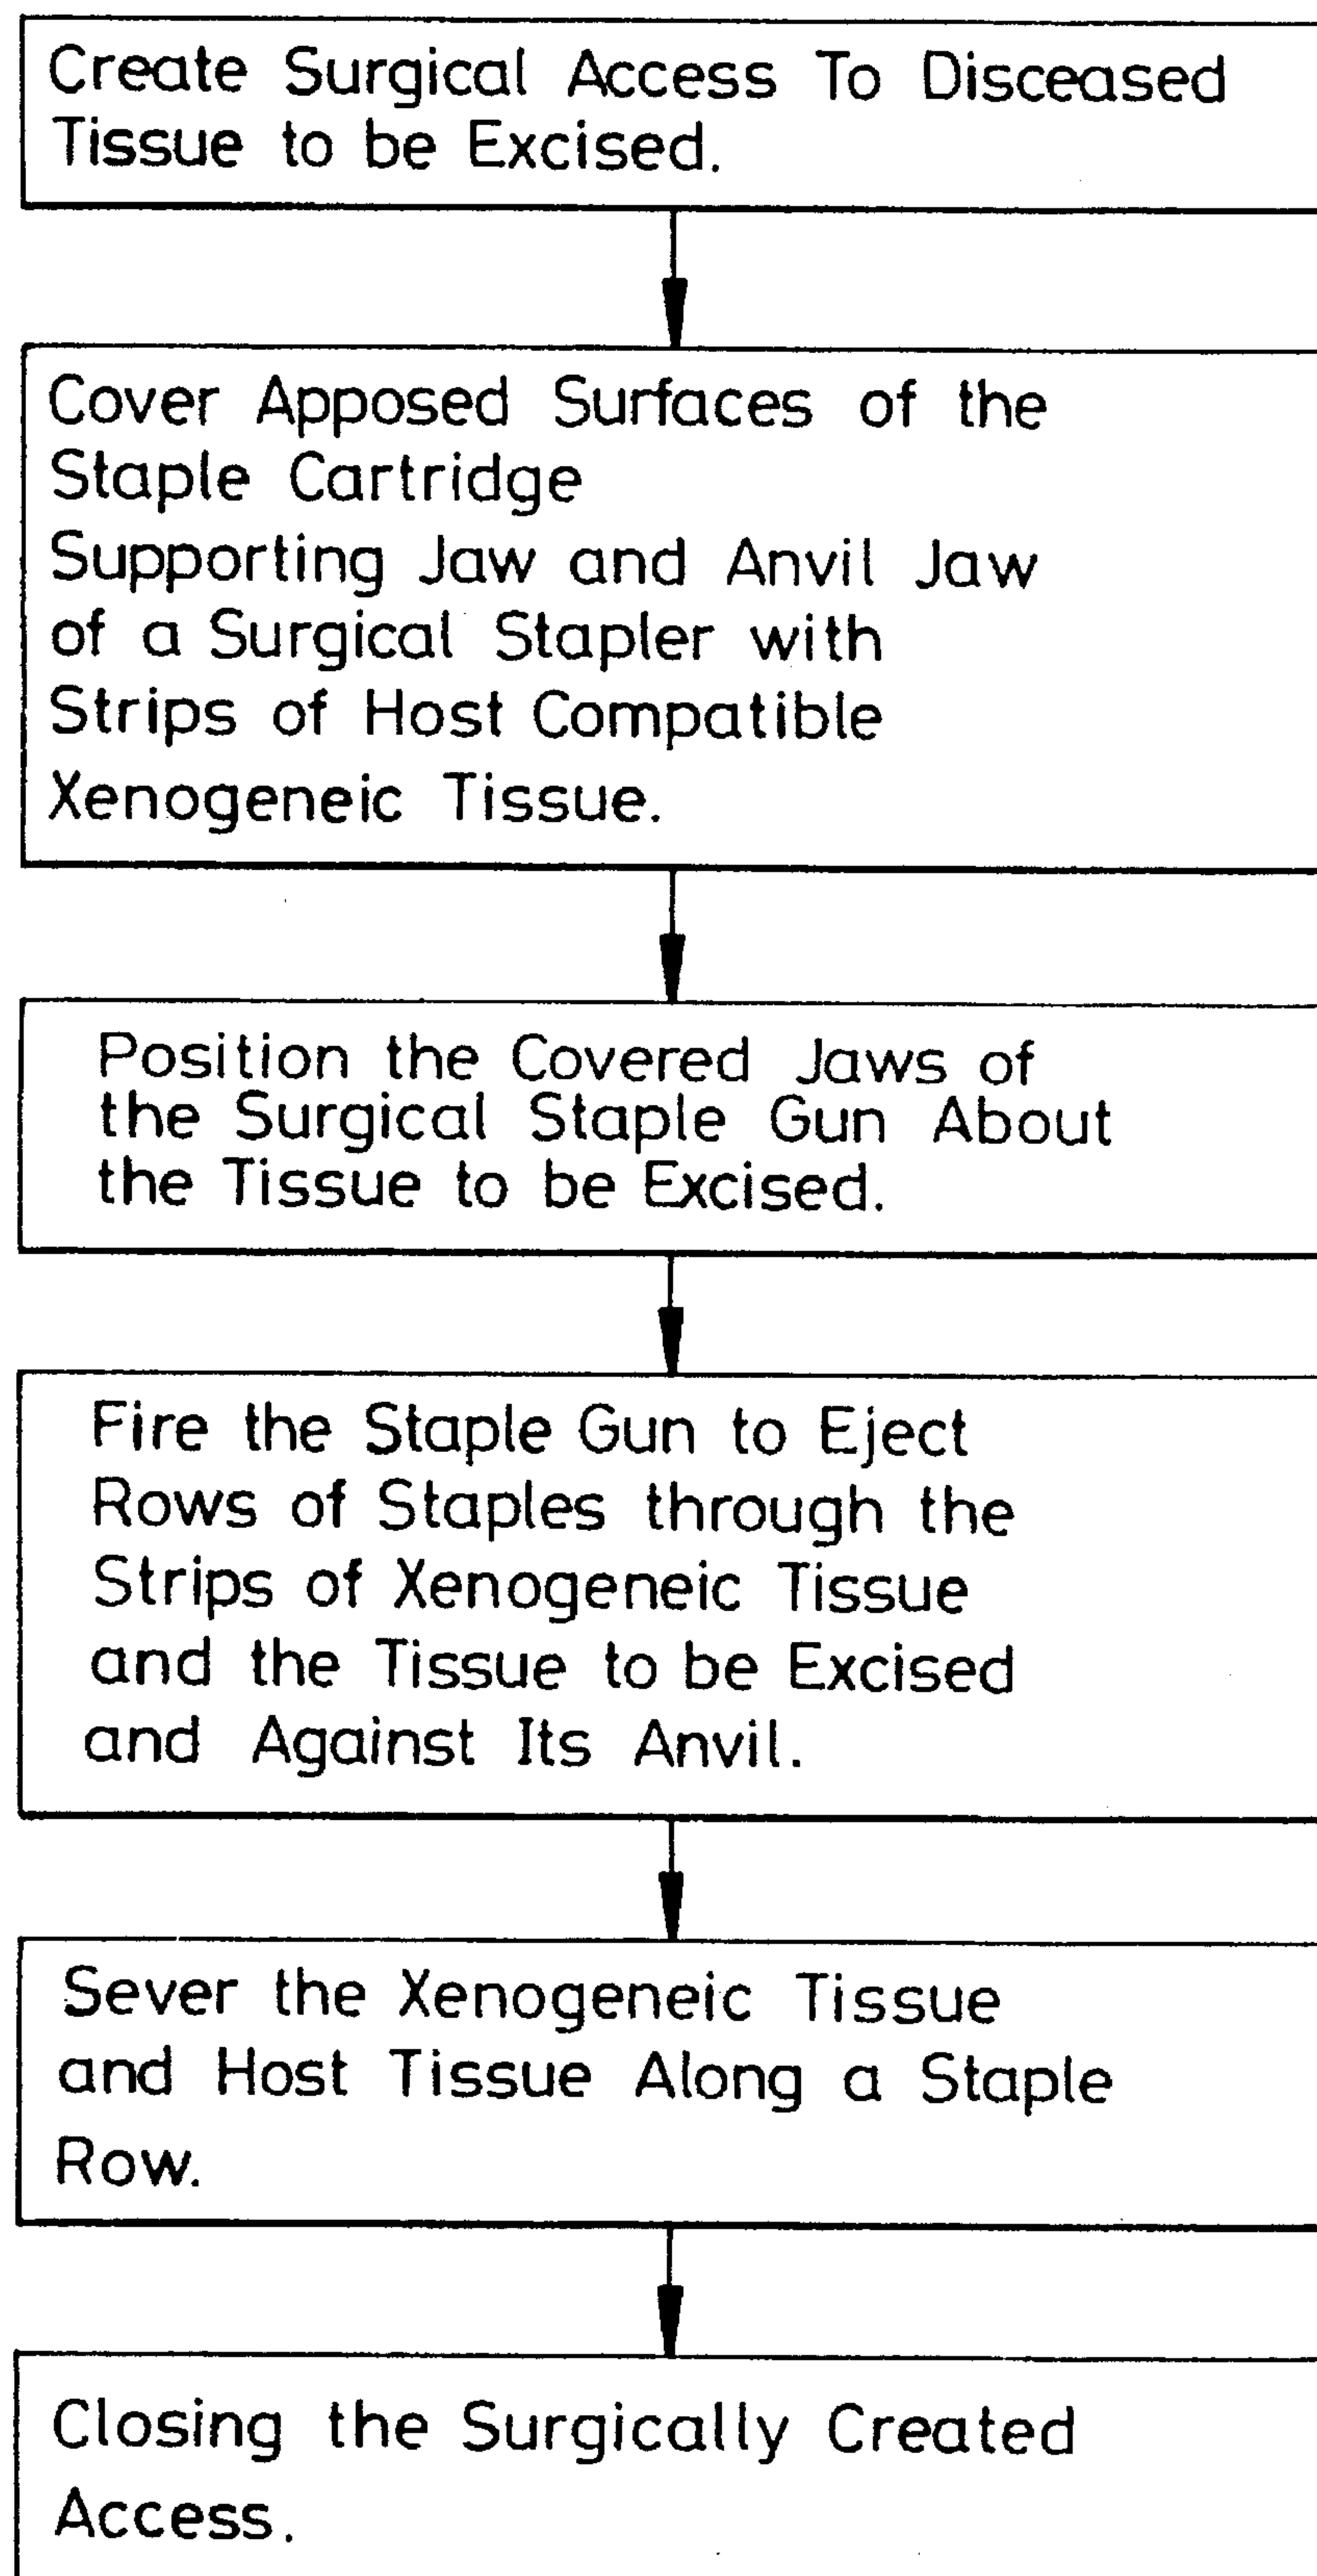 Create Surgical Access To Disceased
Tissue to be Excised.
Cover Apposed Surfaces of the
Staple Cartridge
Supporting Jaw and Anvil Jaw
of a Surgical Stapler with
Strips of Host Compatible
Xenogeneic Tissue.
Position the Covered Jaws of
the Surgical Staple Gun About
the Tissue to be Excised.
Fire the Staple Gun to Eject
Rows of Staples through the
Strips of Xenogeneic Tissue
and the Tissue to be Excised
and Against Its Anvil.
Sever the Xenogeneic Tissue
and Host Tissue Along a Staple
Row.
Closing the Surgically Created
Access.